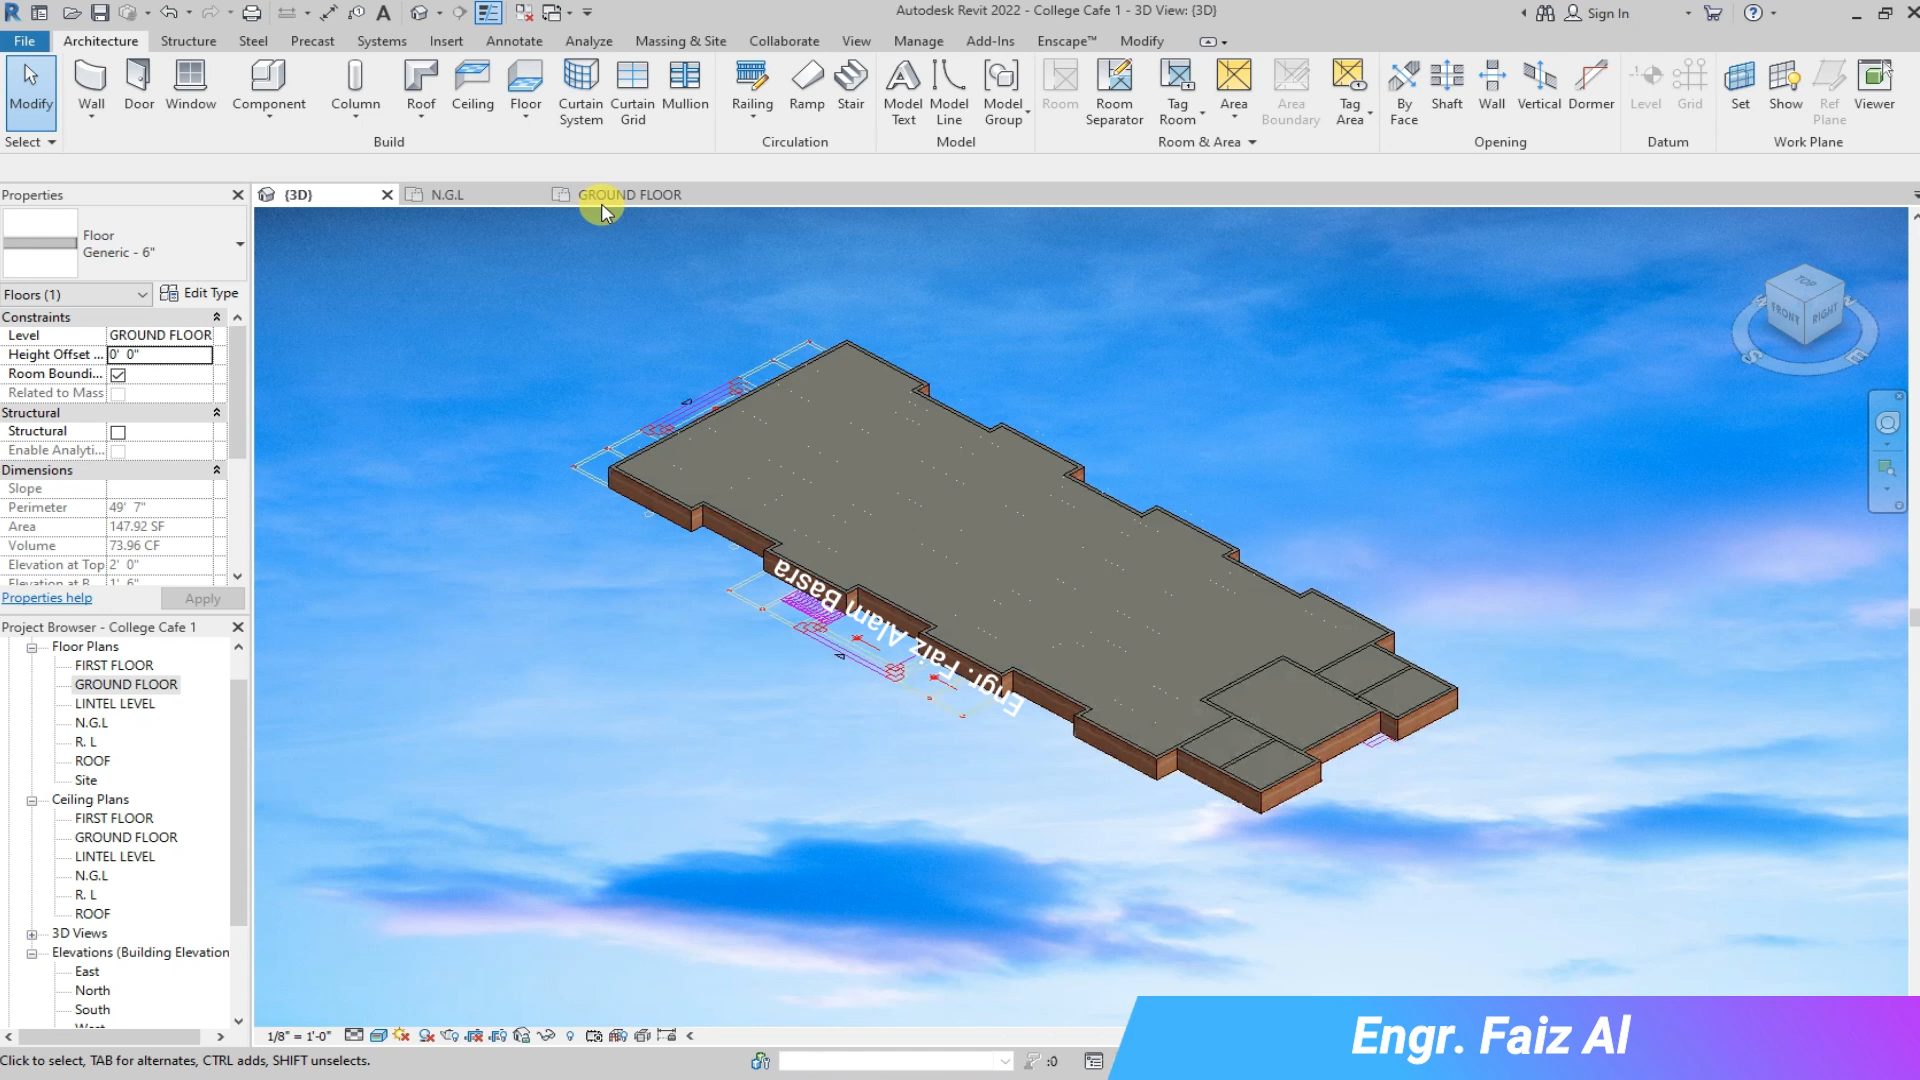 Autodesk Revit 2022 - College Cafe 1 - 3D View: {3D}
Sign In
File
Architecture
Structure
Steel
Precast
Systems
Insert
Annotate
Analyze
Massing & Site
Collaborate
View
Manage
Add-Ins
Enscape™
Modify
Modify
Wall
Door
Window
Component
Column
Roof
Ceiling
Floor
Curtain System
Curtain Grid
Mullion
Railing
Ramp
Stair
Model Text
Model Line
Model Group
Room
Room Separator
Tag Room
Area
Area Boundary
Tag Area
By Face
Shaft
Wall
Vertical
Dormer
Level
Grid
Set
Show
Ref Plane
Viewer
Select
Build
Circulation
Model
Room & Area
Opening
Datum
Work Plane
Properties
{3D}
N.G.L
GROUND FLOOR
Floor
Generic - 6"
Floors (1)
Edit Type
Constraints
Level GROUND FLOOR
Height Offset ... 0' 0"
Room Boundi...
Related to Mass
Structural
Structural
Enable Analyti...
Dimensions
Slope
Perimeter 49' 7"
Area 147.92 SF
Volume 73.96 CF
Elevation at Top 2' 0"
Elevation at B... 1' 6"
Properties help
Apply
Project Browser - College Cafe 1
Floor Plans
FIRST FLOOR
GROUND FLOOR
LINTEL LEVEL
N.G.L
R. L
ROOF
Site
Ceiling Plans
FIRST FLOOR
GROUND FLOOR
LINTEL LEVEL
N.G.L
R. L
ROOF
3D Views
Elevations (Building Elevation
East
North
South
West
TOP
FRONT
RIGHT
Engr. Faiz Alam Basra
1/8" = 1'-0"
Click to select, TAB for alternates, CTRL adds, SHIFT unselects.
:0
Engr. Faiz Al